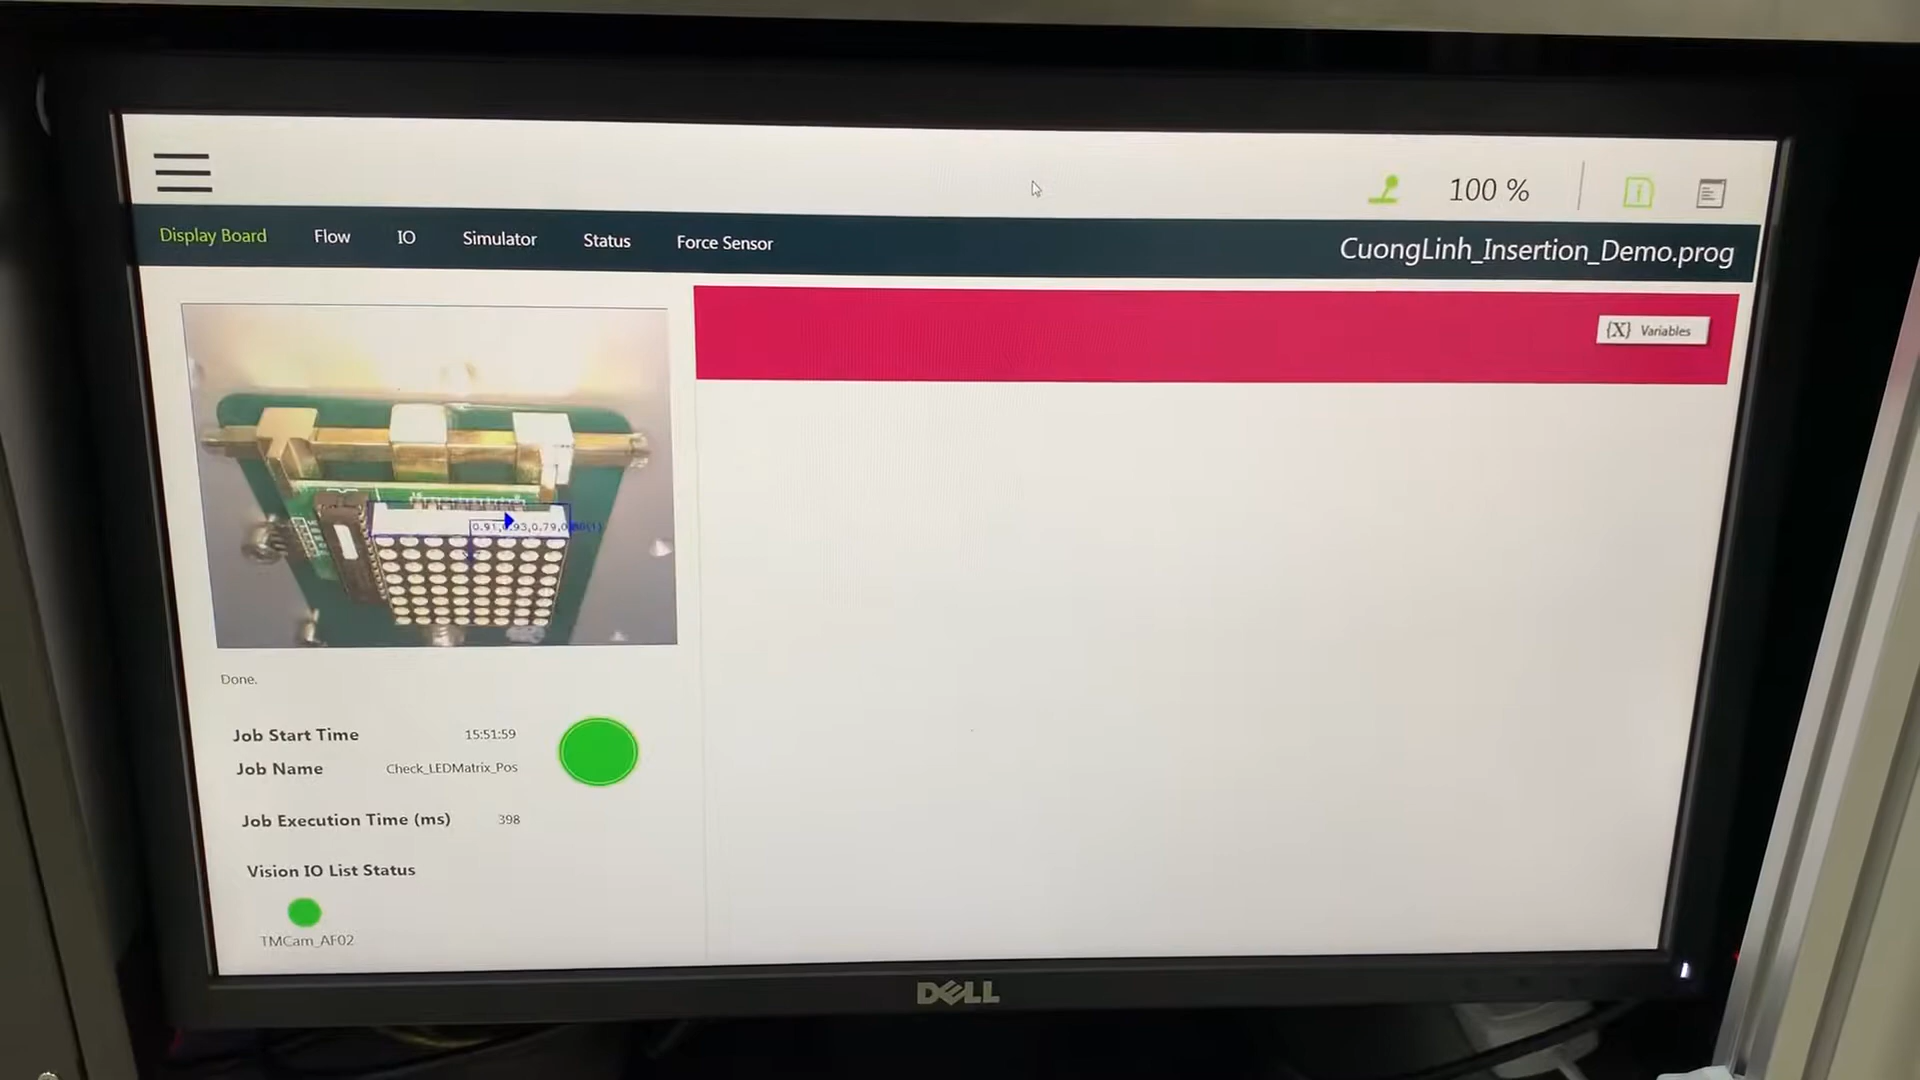 100 %
Display Board Flow IO Simulator Status Force Sensor
CuongLinh_Insertion_Demo.prog
{X} Variables
Done.
Job Start Time 15:51:59
Job Name Check_LEDMatrix_Pos
Job Execution Time (ms) 398
Vision IO List Status
TMCam_AF02
DELL